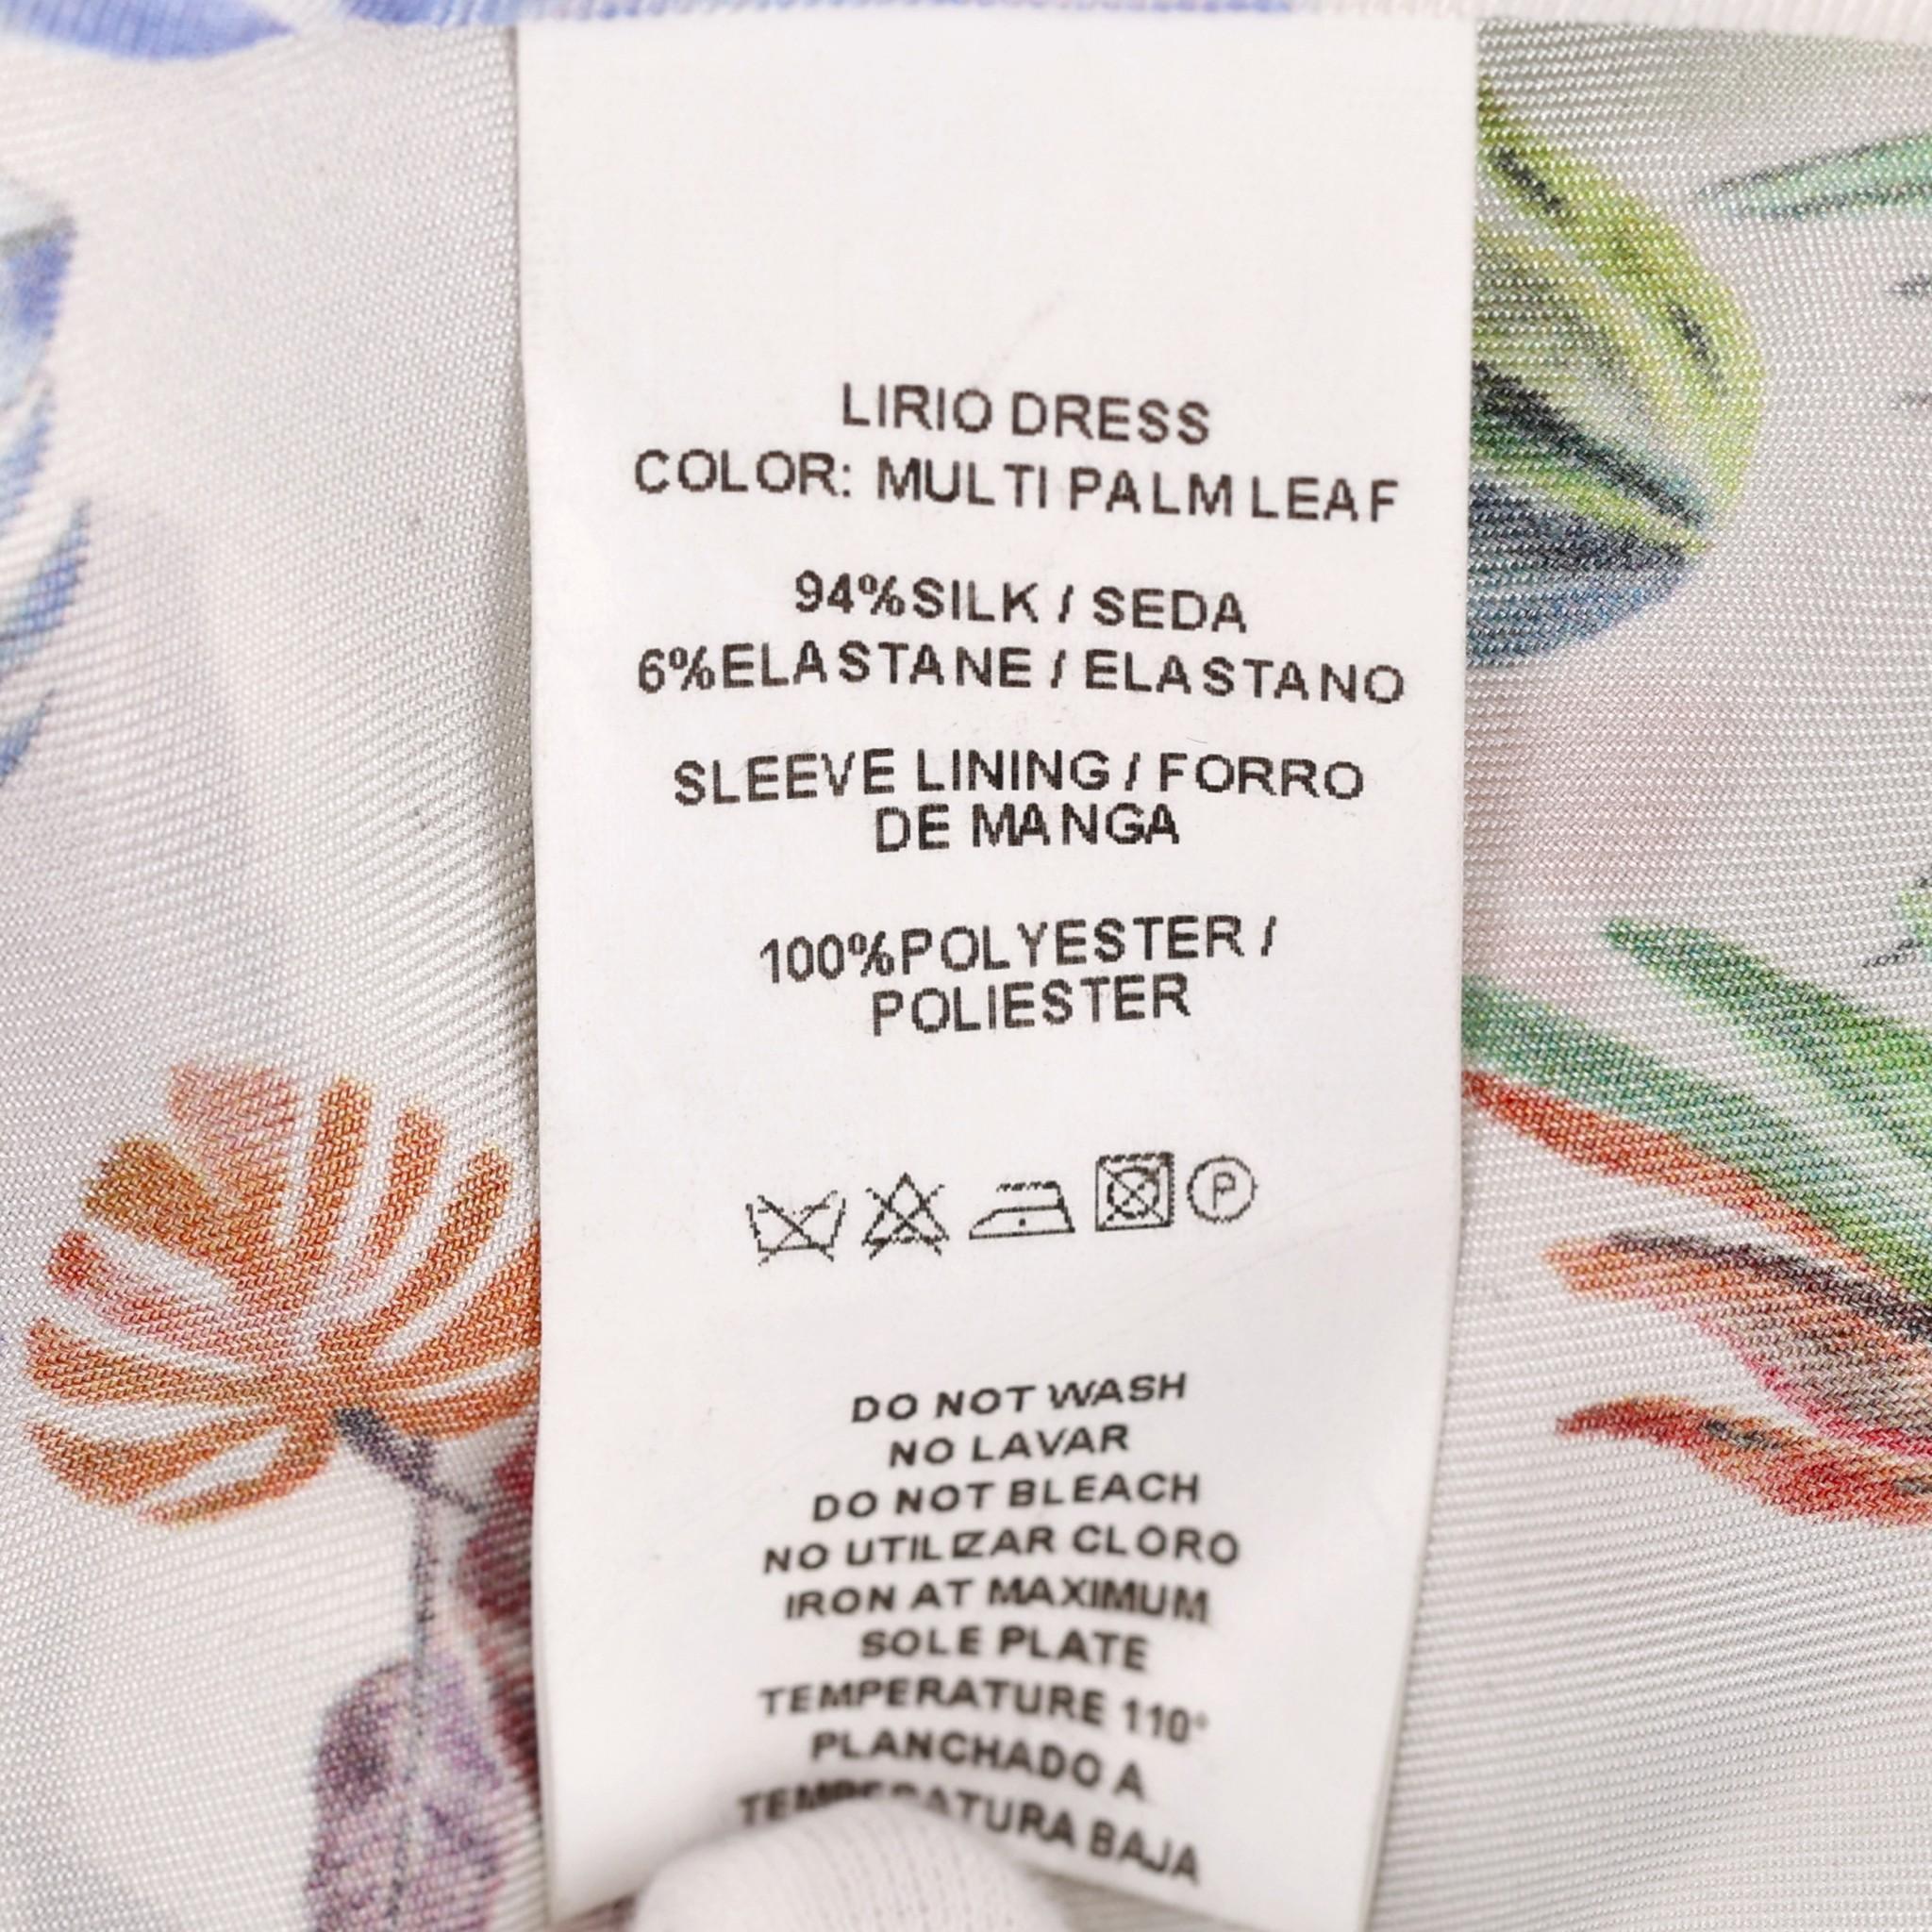 LIRIO DRESS
COLOR: MULTI PALM LEAF
94%SILK / SEDA
6%ELASTANE / ELASTANO
SLEEVE LINING / FORRO
DE MANGA
100%POLYESTER /
POLIESTER
P
DO NOT WASH
NO LAVAR
DO NOT BLEACH
NO UTILIZAR CLORO
IRON AT MAXIMUM
SOLE PLATE
TEMPERATURE 110°
PLANCHADO A
TEMPERATURA BAJA